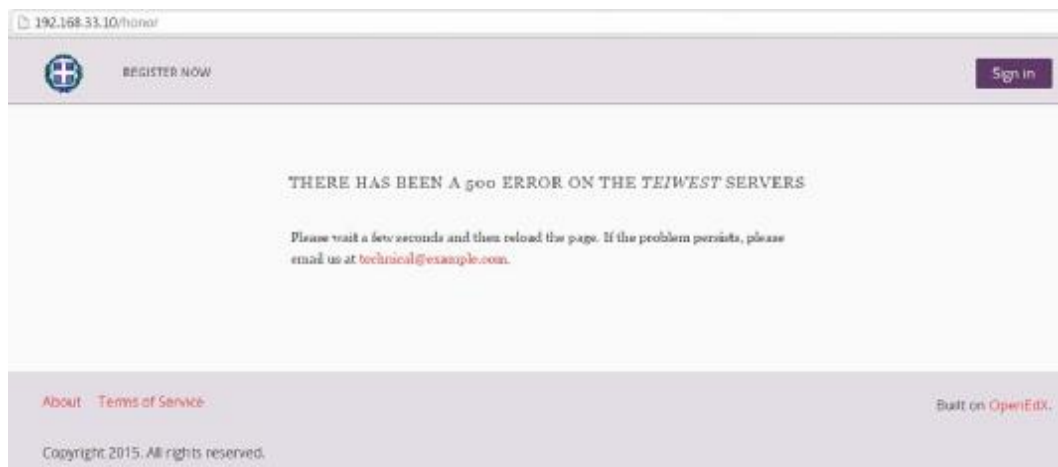 192.168.33.10/honor
REGISTER NOW
Sign in
THERE HAS BEEN A 500 ERROR ON THE TEIWEST SERVERS
Please wait a few seconds and then reload the page. If the problem persists, please
email us at technical@example.com.
About Terms of Service
Built on OpenEdX.
Copyright 2015. All rights reserved.